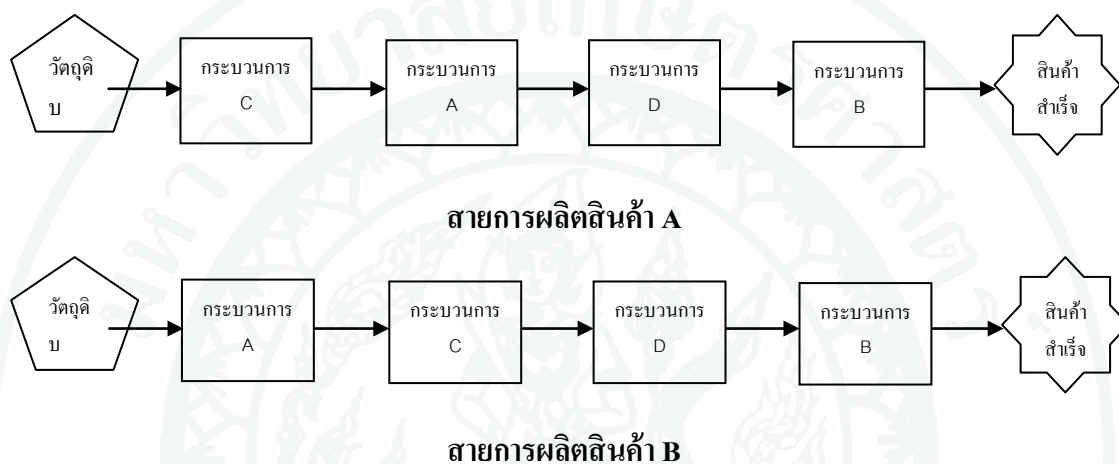 วัตถุดิ
บ
กระบวนการ
C
กระบวนการ
A
กระบวนการ
D
กระบวนการ
B
สินค้า
สำเร็จ
สายการผลิตสินค้า A
วัตถุดิ
บ
กระบวนการ
A
กระบวนการ
C
กระบวนการ
D
กระบวนการ
B
สินค้า
สำเร็จ
สายการผลิตสินค้า B